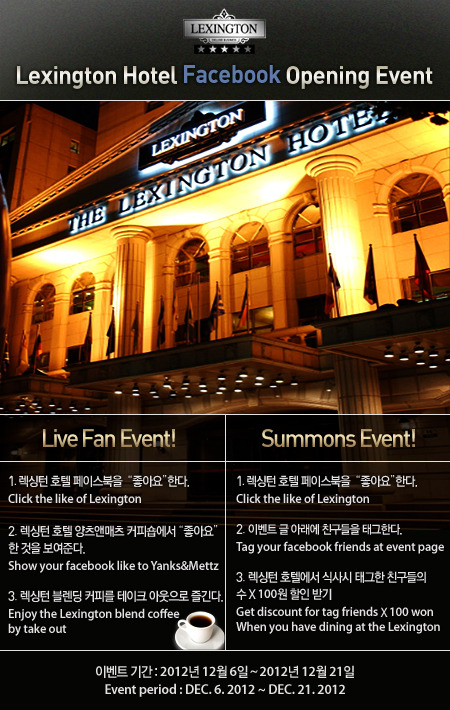 LEXINGTON
Lexington Hotel Facebook Opening Event
LEXINGTON
THE LEXINGTON HOTEL
Live Fan Event!
1. 렉싱턴 호텔 페이스북을 “좋아요”한다.
Click the like of Lexington
2. 렉싱턴 호텔 양츠앤매츠 커피숍에서 “좋아요”
한 것을 보여준다.
Show your facebook like to Yanks&Mettz
3. 렉싱턴 블렌딩 커피를 테이크 아웃으로 즐긴다.
Enjoy the Lexington blend coffee
by take out
Summons Event!
1. 렉싱턴 호텔 페이스북을 “좋아요”한다.
Click the like of Lexington
2. 이벤트 글 아래에 친구들을 태그한다.
Tag your facebook friends at event page
3. 렉싱턴 호텔에서 식사시 태그한 친구들의
수 X 100원 할인 받기
Get discount for tag friends X 100 won
When you have dining at the Lexington
이벤트 기간 : 2012년 12월 6일 ~ 2012년 12월 21일
Event period : DEC. 6. 2012 ~ DEC. 21. 2012